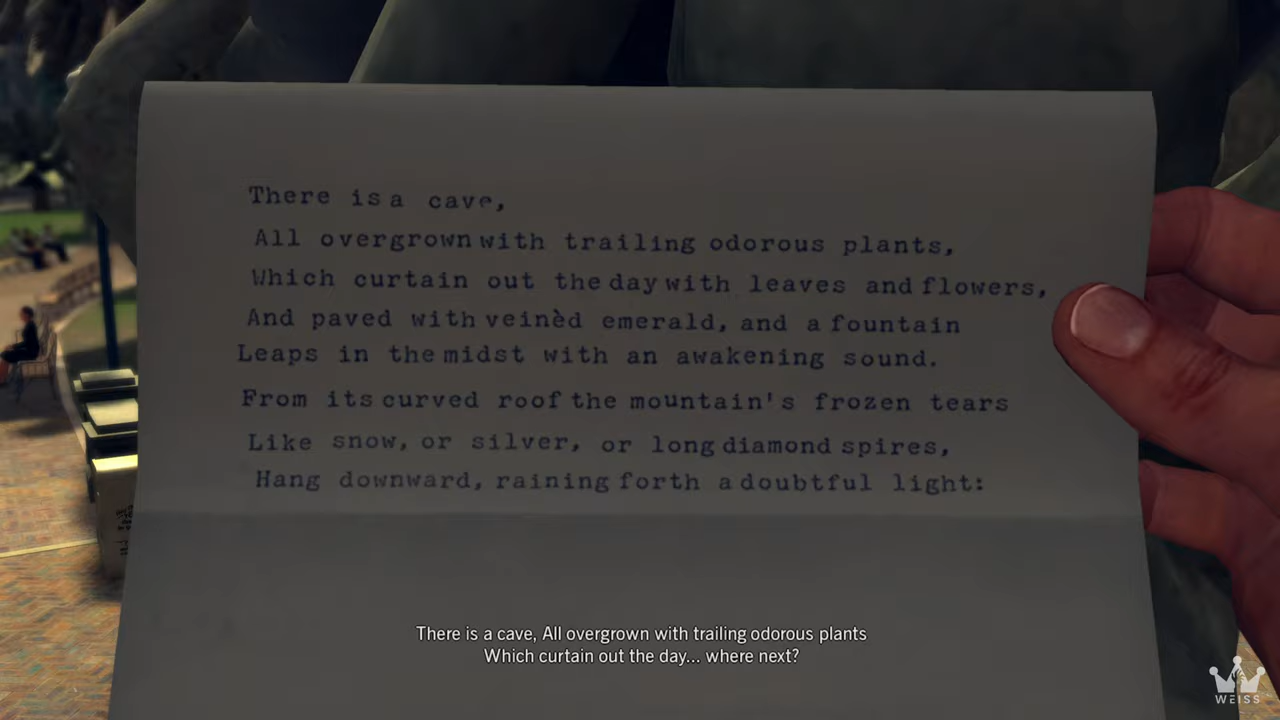 There is a cave,
All overgrown with trailing odorous plants,
Which curtain out the day with leaves and flowers,
And paved with veinèd emerald, and a fountain
Leaps in the midst with an awakening sound.
From its curved roof the mountain's frozen tears
Like snow, or silver, or long diamond spires,
Hang downward, raining forth a doubtful light:
There is a cave, All overgrown with trailing odorous plants
Which curtain out the day... where next?
WEISS